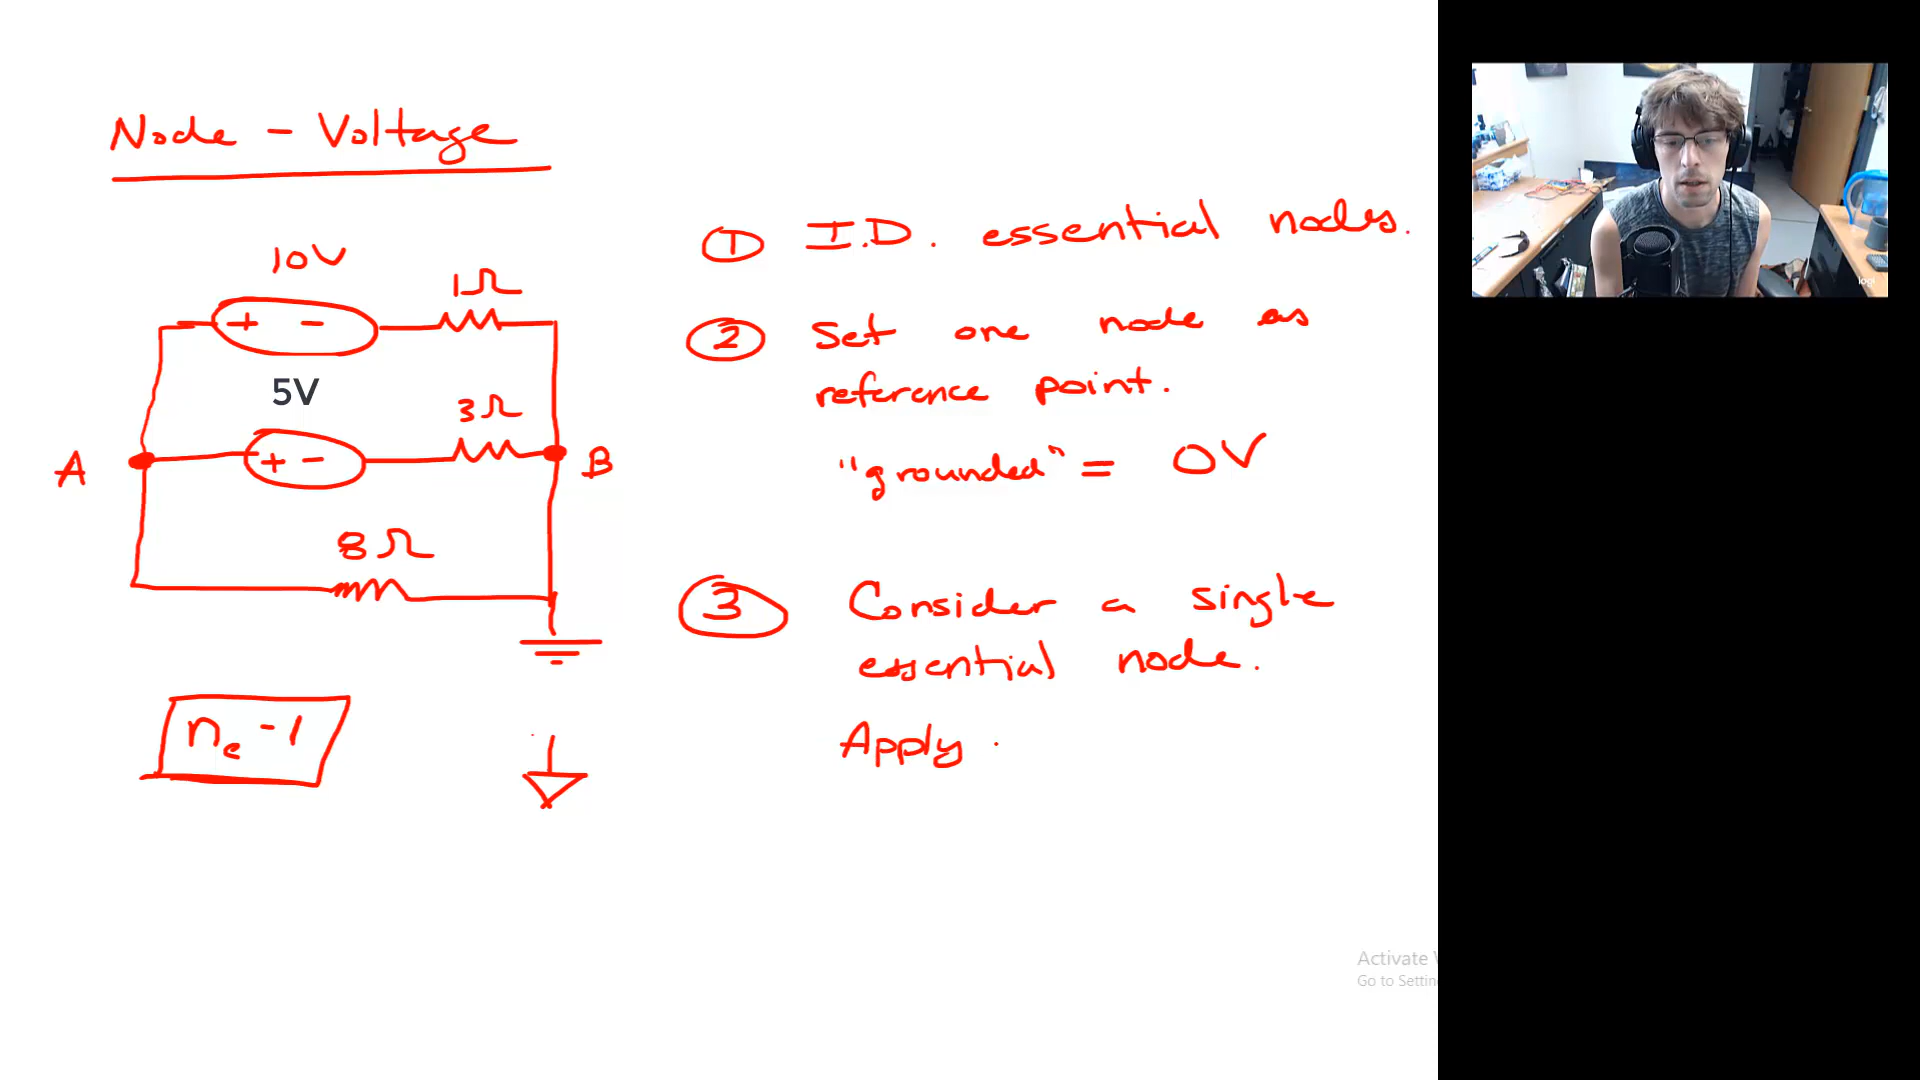 Node - Voltage
10V
1Ω
5V
3Ω
A
+ -
+ -
B
8Ω
nₑ -1
① I.D. essential nodes.
② Set one node as
reference point.
"grounded" = 0V
③ Consider a single
essential node.
Apply
Activate
Go to Settin
logi